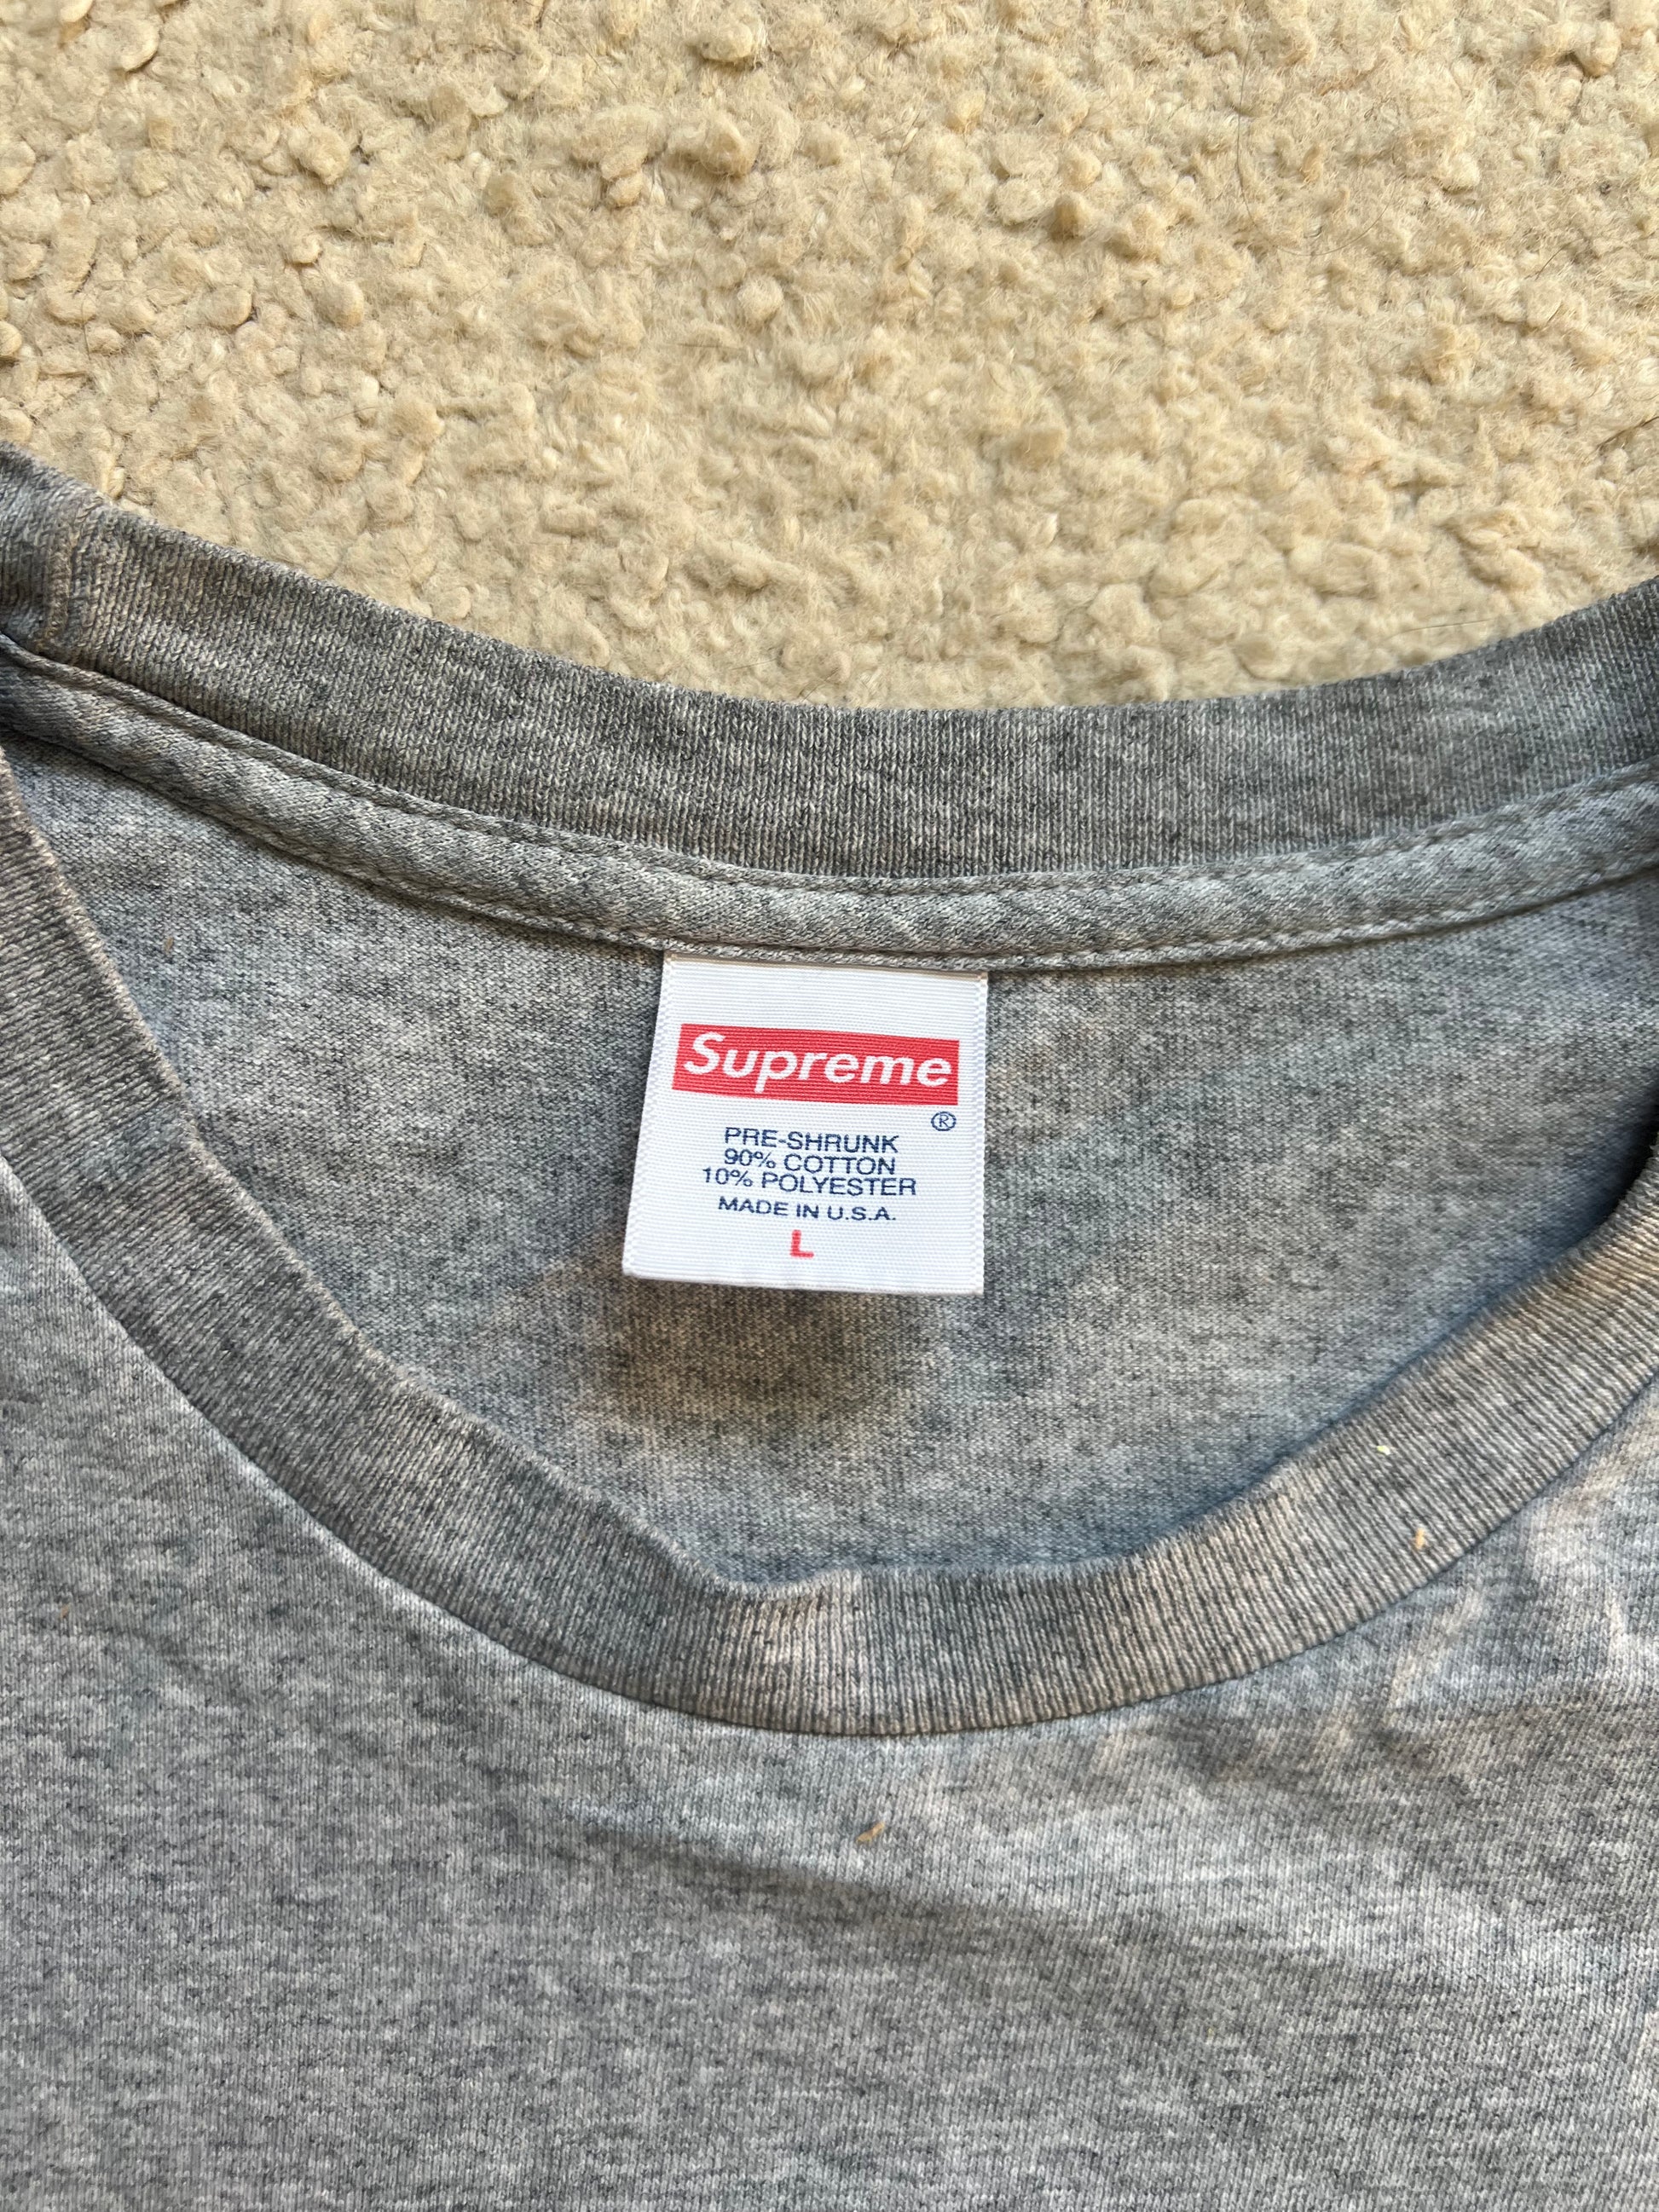 Supreme
®
PRE-SHRUNK
90% COTTON
10% POLYESTER
MADE IN U.S.A.
L